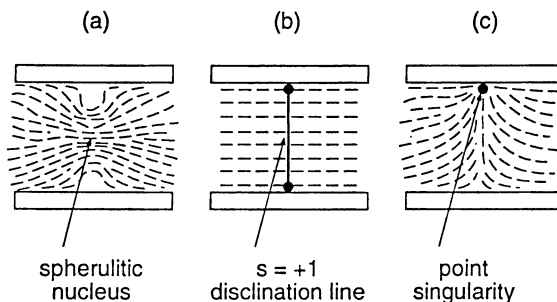 (a) (b) (c)
spherulitic
nucleus
s = +1
disclination line
point
singularity